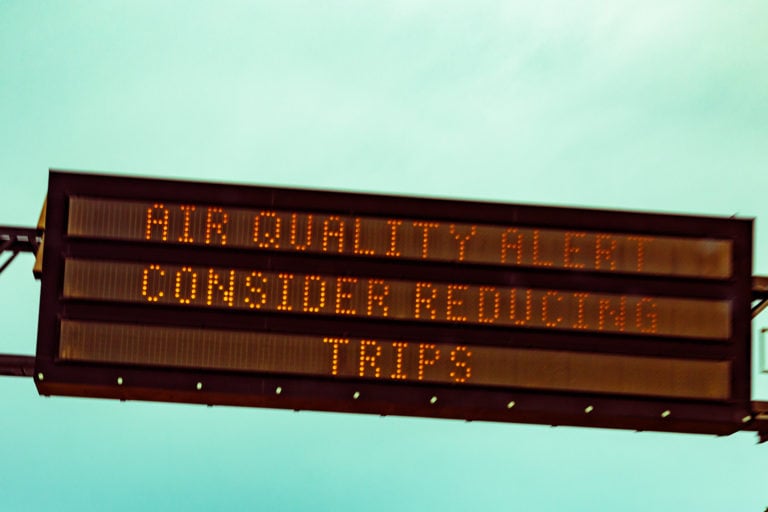 AIR QUALITY ALERT
CONSIDER REDUCING
TRIPS